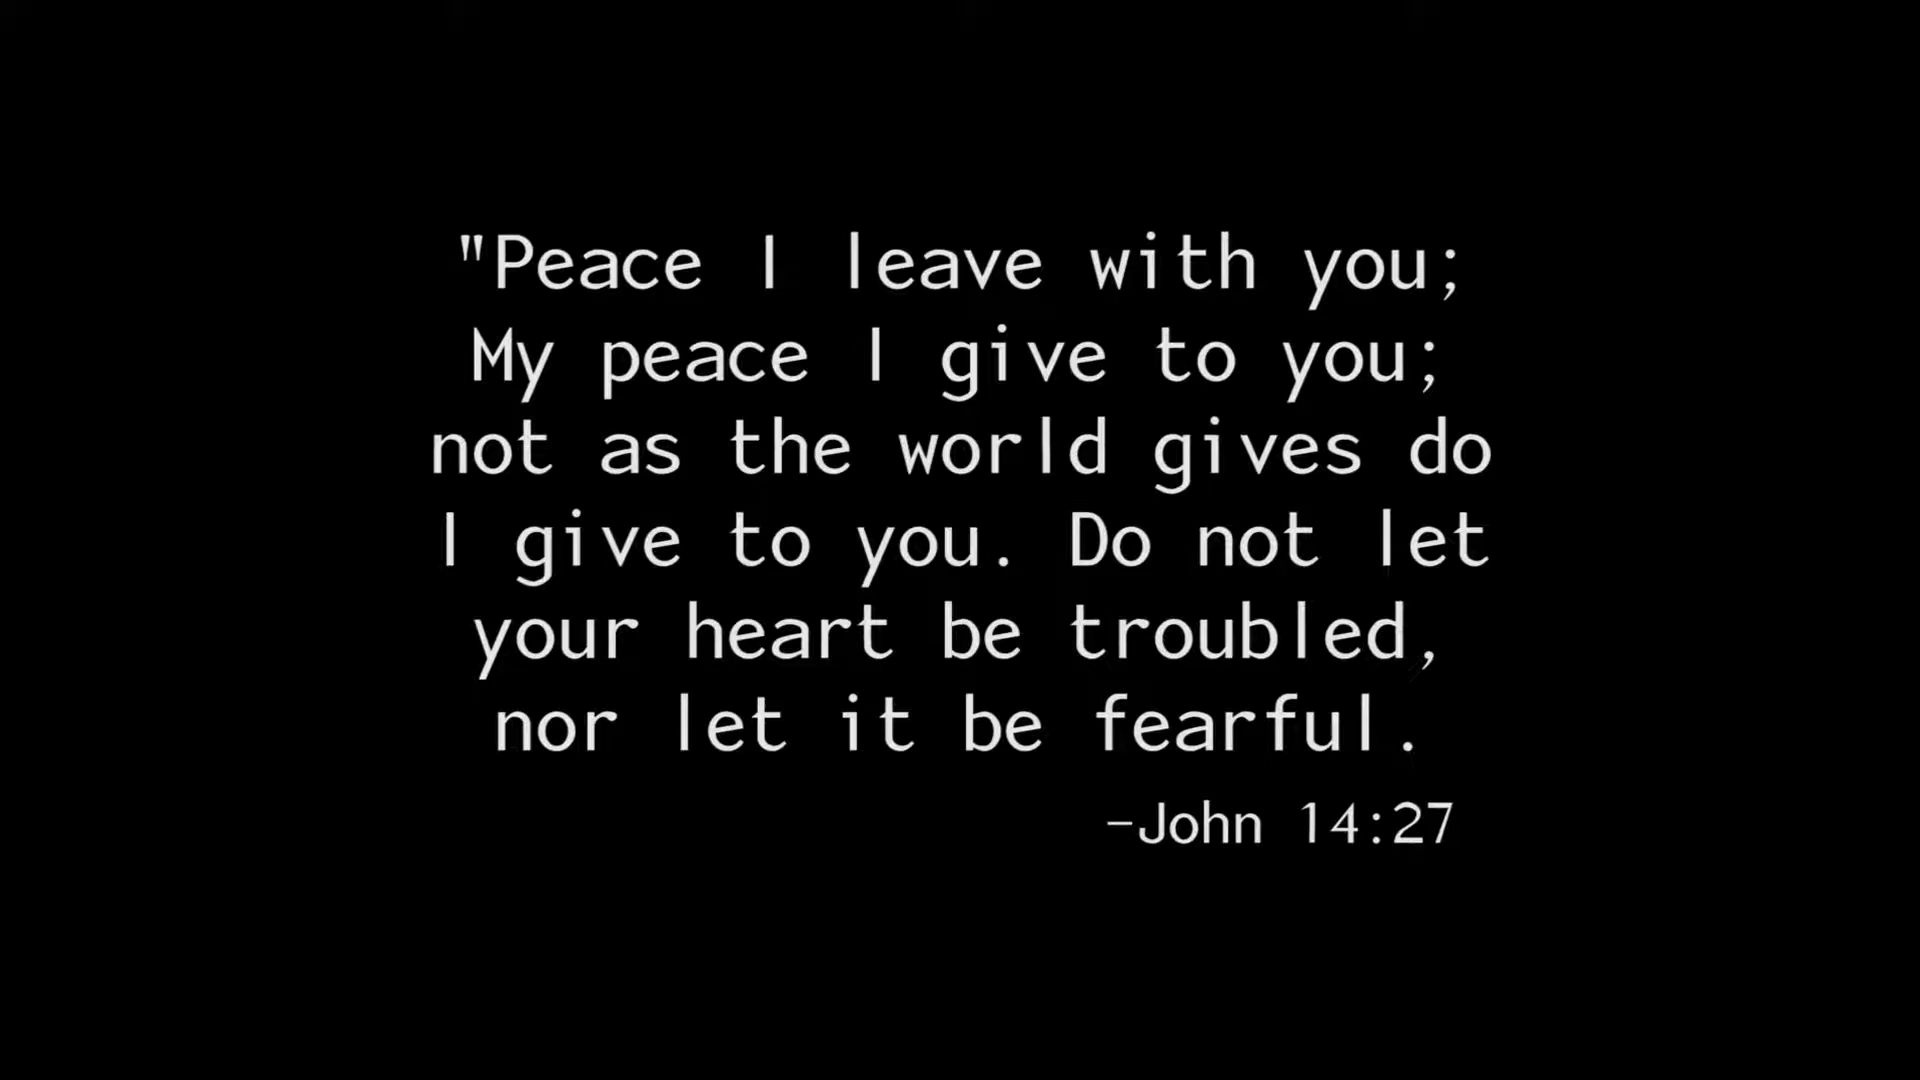 "Peace I leave with you;
My peace I give to you;
not as the world gives do
I give to you. Do not let
your heart be troubled,
nor let it be fearful.
-John 14:27